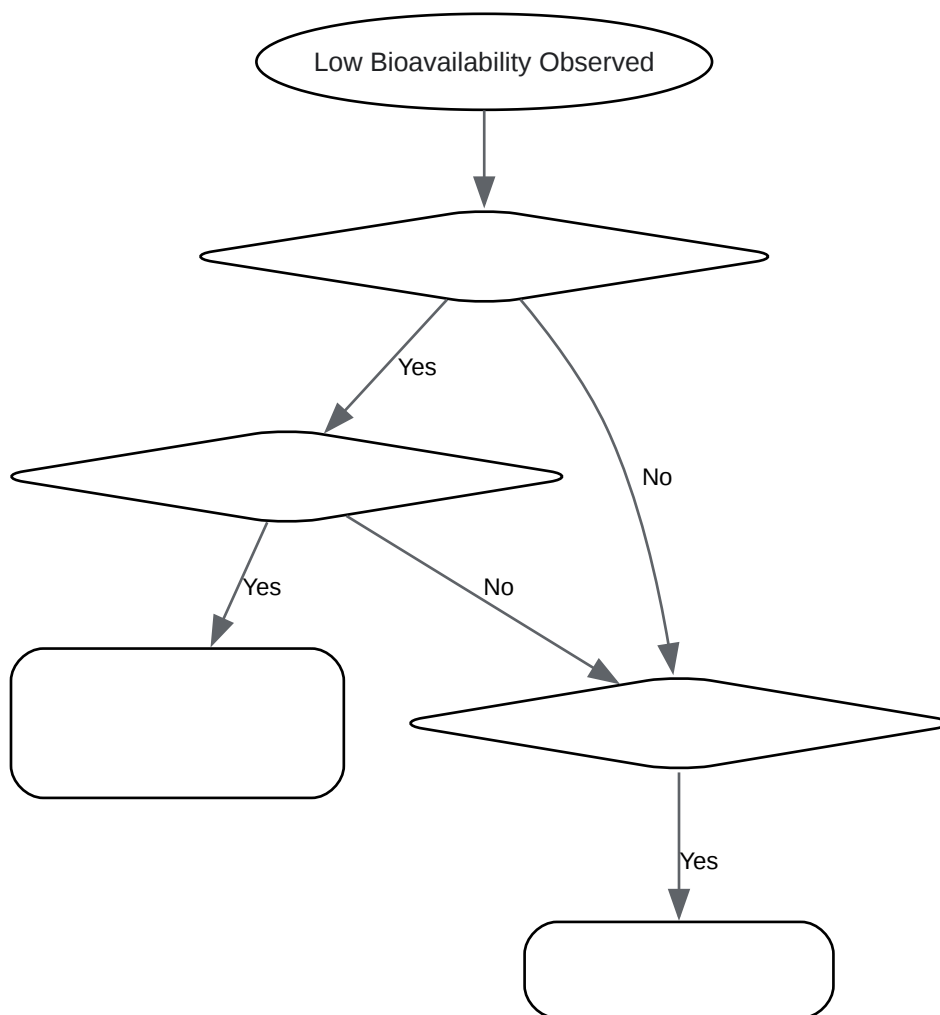 Low Bioavailability Observed
Yes
No
Yes
No
Yes